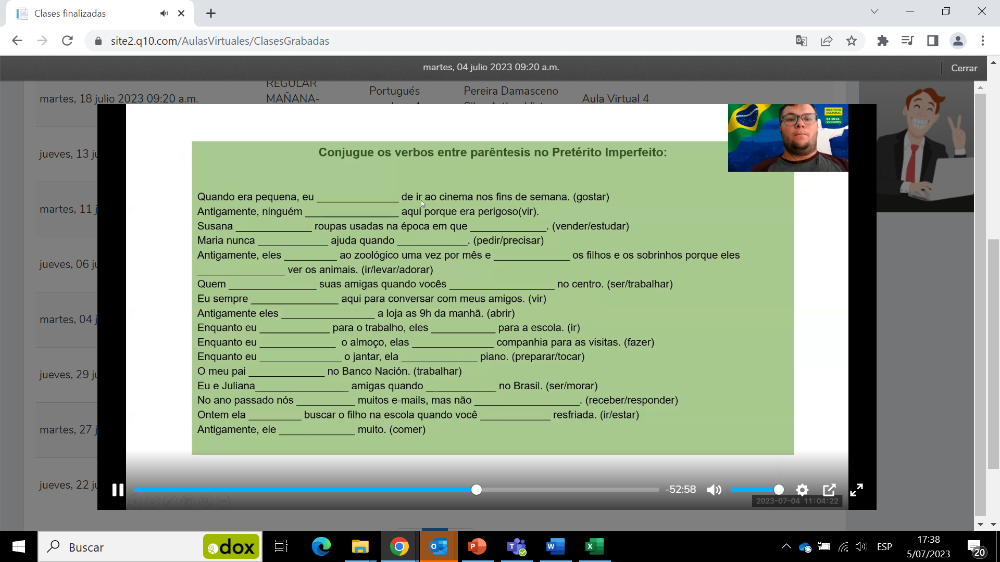 Clases finalizadas
site2.q10.com/AulasVirtuales/ClasesGrabadas
martes, 04 julio 2023 09:20 a.m.
Cerrar
REGULAR
martes, 18 julio 2023 09:20 a.m.
MAÑANA-
Portugués
Pereira Damasceno
Aula Virtual 4
jueves, 13 ju
martes, 11 j
jueves, 06 ju
martes, 04 j
jueves, 29 ju
martes, 27 j
jueves, 22 ju
INSTITUTO
CULTURAL
DA SILVA
CORDEIRO
Conjugue os verbos entre parêntesis no Pretérito Imperfeito:
Quando era pequena, eu ______________ de ir ao cinema nos fins de semana. (gostar)
Antigamente, ninguém ________________ aqui porque era perigoso(vir).
Susana _____________ roupas usadas na época em que _____________. (vender/estudar)
Maria nunca ____________ ajuda quando ____________. (pedir/precisar)
Antigamente, eles _________ ao zoológico uma vez por mês e _____________ os filhos e os sobrinhos porque eles
_______________ ver os animais. (ir/levar/adorar)
Quem _______________ suas amigas quando vocês __________________ no centro. (ser/trabalhar)
Eu sempre _______________ aqui para conversar com meus amigos. (vir)
Antigamente eles ________________ a loja as 9h da manhã. (abrir)
Enquanto eu ____________ para o trabalho, eles ___________ para a escola. (ir)
Enquanto eu _____________ o almoço, elas ______________ companhia para as visitas. (fazer)
Enquanto eu ______________ o jantar, ela _____________ piano. (preparar/tocar)
O meu pai _____________ no Banco Nación. (trabalhar)
Eu e Juliana________________ amigas quando ____________ no Brasil. (ser/morar)
No ano passado nós __________ muitos e-mails, mas não __________________. (receber/responder)
Ontem ela _________ buscar o filho na escola quando você ____________ resfriada. (ir/estar)
Antigamente, ele _____________ muito. (comer)
-52:58
2023-07-04 11:04:22
Buscar
dox
ESP
17:38
5/07/2023
20